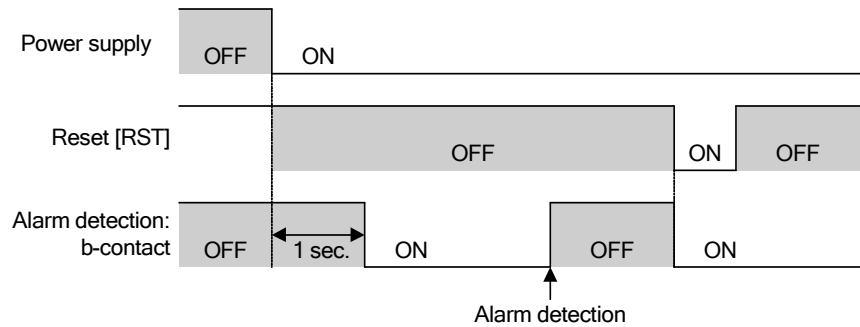 Power supply
OFF ON
Reset [RST]
OFF ON OFF
Alarm detection:
b-contact
OFF 1 sec. ON OFF ON
Alarm detection